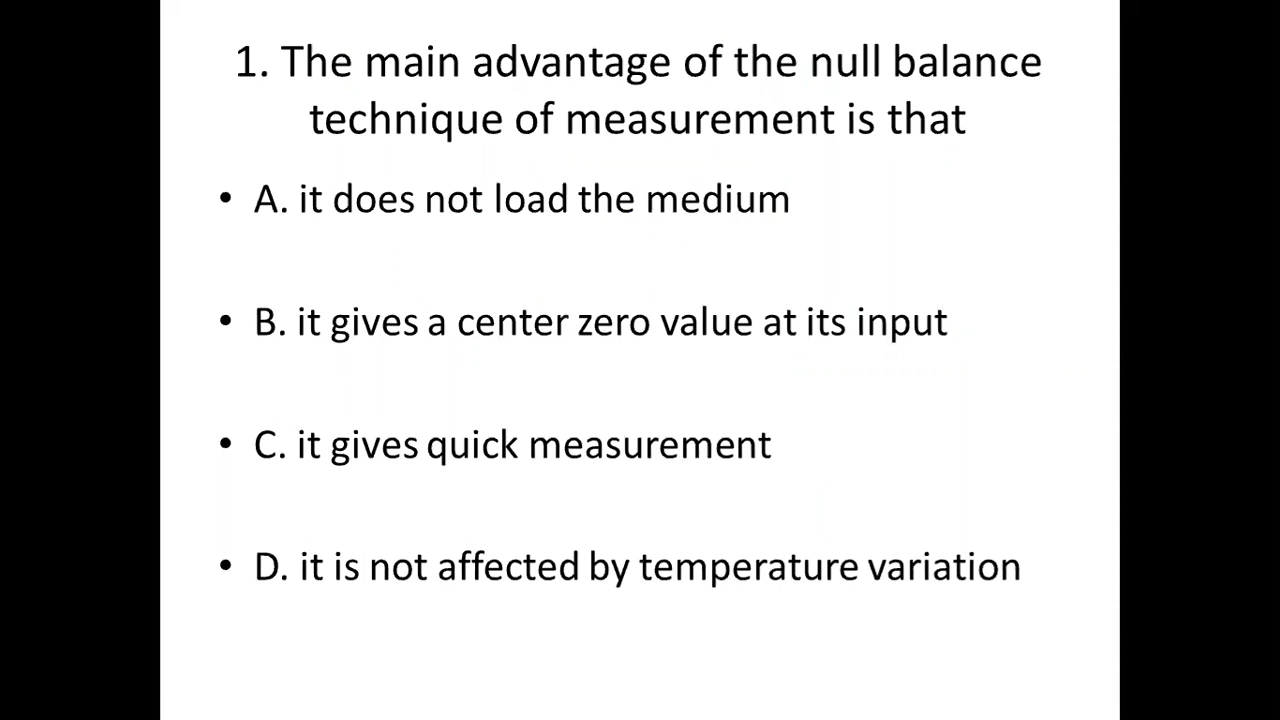 1. The main advantage of the null balance
technique of measurement is that
• A. it does not load the medium
• B. it gives a center zero value at its input
• C. it gives quick measurement
• D. it is not affected by temperature variation